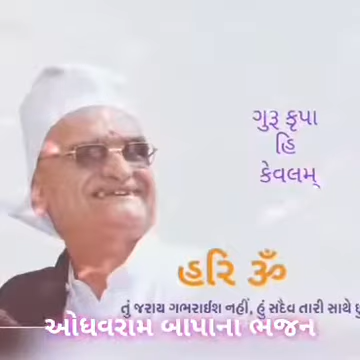 ગુરૂ કૃપા
હિ
કેવલમ્
હરિ ૐ
તું જરાય ગભરાઈશ નહીં, હું સદૈવ તારી સાથે
ઓધવરામ બાપાના ભજન